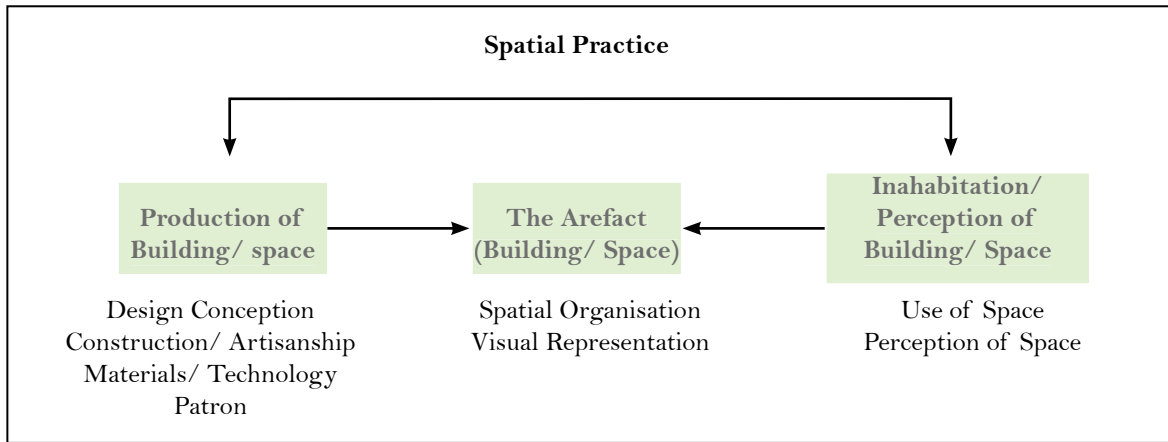 Spatial Practice
Production of
Building/ space
The Arefact
(Building/ Space)
Inahabitation/
Perception of
Building/ Space
Design Conception
Construction/ Artisanship
Materials/ Technology
Patron
Spatial Organisation
Visual Representation
Use of Space
Perception of Space